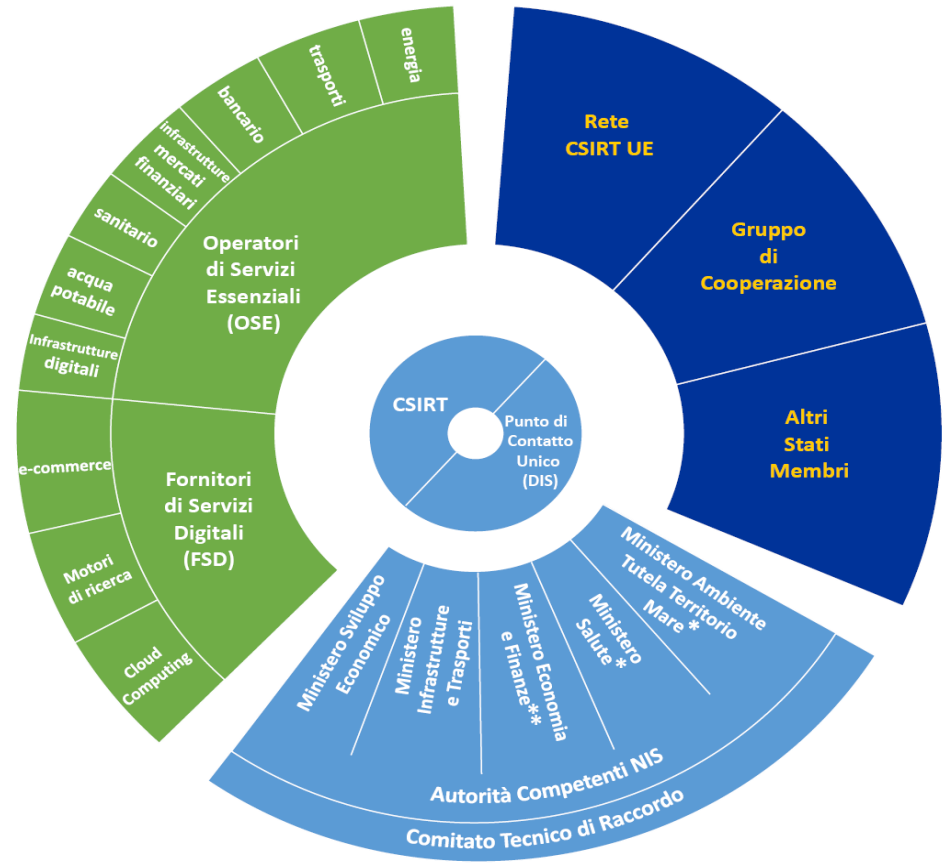 energia
trasporti
bancario
infrastrutture
mercati
finanziari
sanitario
acqua
potabile
Infrastrutture
digitali
Operatori
di Servizi
Essenziali
(OSE)
e-commerce
Motori
di ricerca
Cloud
Computing
Fornitori
di Servizi
Digitali
(FSD)
Rete
CSIRT UE
Gruppo
di
Cooperazione
Altri
Stati
Membri
CSIRT
Punto di
Contatto
Unico
(DIS)
Ministero Sviluppo
Economico
Ministero
Infrastrutture
e Trasporti
Ministero Economia
e Finanze**
Ministero
Salute*
Ministero Ambiente
Tutela Territorio
Mare*
Autorità Competenti NIS
Comitato Tecnico di Raccordo